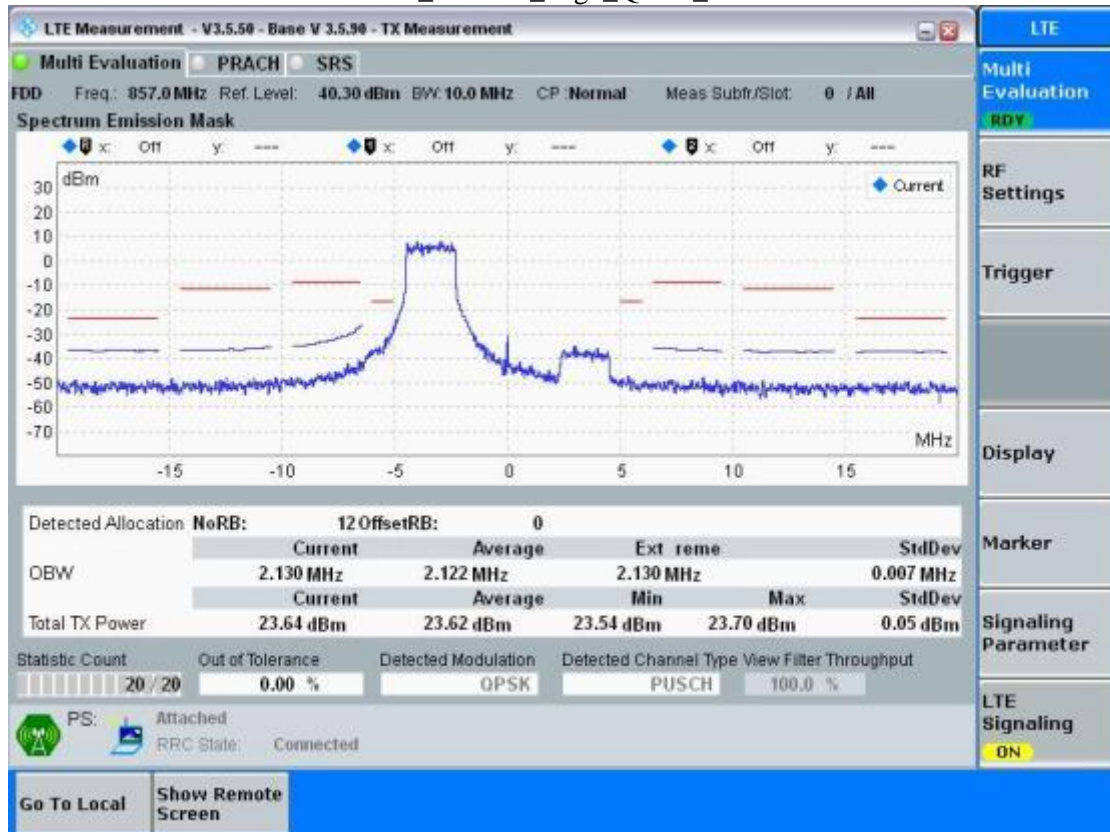 LTE Measurement - V3.5.50 - Base V 3.5.90 - TX Measurement
LTE
Multi Evaluation PRACH SRS
Multi
Evaluation
RDY
FDD Freq.: 857.0 MHz Ref. Level: 40.30 dBm BW: 10.0 MHz CP :Normal Meas Subfr/Slot: 0 / All
Spectrum Emission Mask
x: Off y: --- x: Off y: --- x: Off y: ---
dBm
Current
30
20
10
0
-10
-20
-30
-40
-50
-60
-70
MHz
-15 -10 -5 0 5 10 15
RF
Settings
Trigger
Display
Marker
Signaling
Parameter
LTE
Signaling
ON
Detected Allocation NoRB: 12 OffsetRB: 0
Current Average Ext reme StdDev
OBW 2.130 MHz 2.122 MHz 2.130 MHz 0.007 MHz
Current Average Min Max StdDev
Total TX Power 23.64 dBm 23.62 dBm 23.54 dBm 23.70 dBm 0.05 dBm
Statistic Count Out of Tolerance Detected Modulation Detected Channel Type View Filter Throughput
20 / 20 0.00 % QPSK PUSCH 100.0 %
PS: Attached
RRC State: Connected
Go To Local
Show Remote
Screen